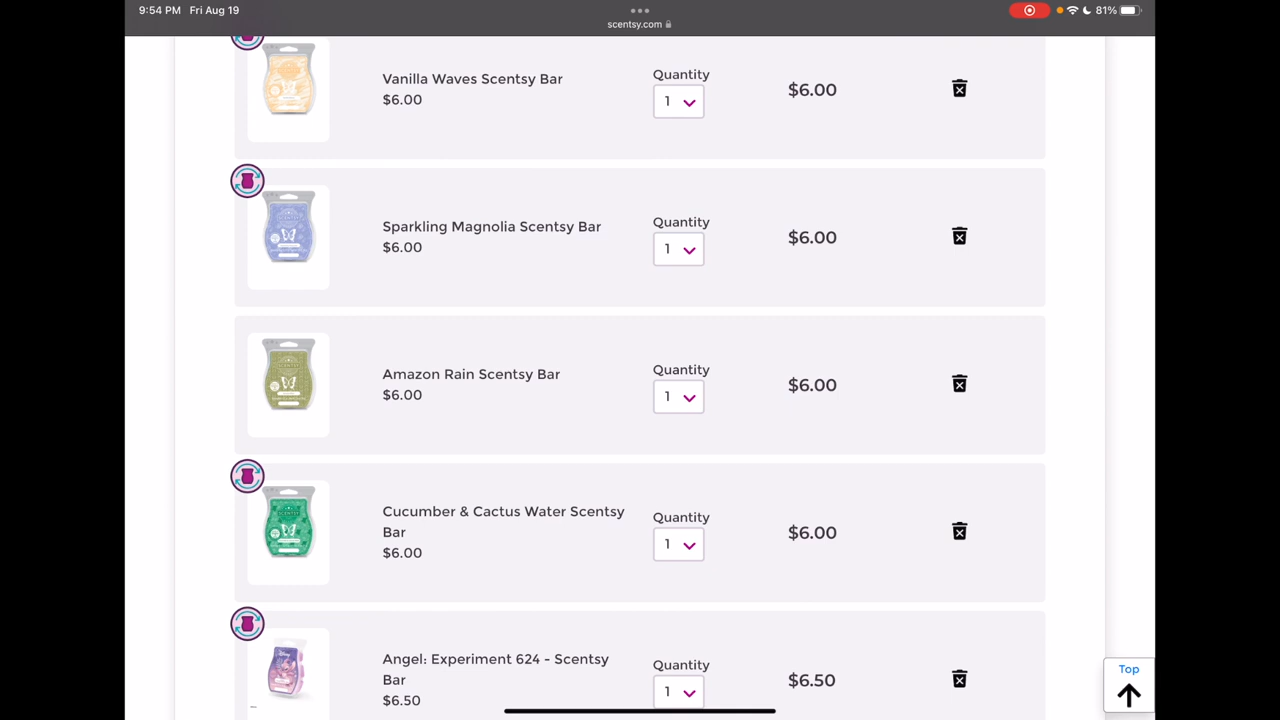 9:54 PM Fri Aug 19
81%
scentsy.com
Vanilla Waves Scentsy Bar
$6.00
Quantity
1
$6.00
Sparkling Magnolia Scentsy Bar
$6.00
Quantity
1
$6.00
Amazon Rain Scentsy Bar
$6.00
Quantity
1
$6.00
Cucumber & Cactus Water Scentsy
Bar
$6.00
Quantity
1
$6.00
Angel: Experiment 624 - Scentsy
Bar
$6.50
Quantity
1
$6.50
Top